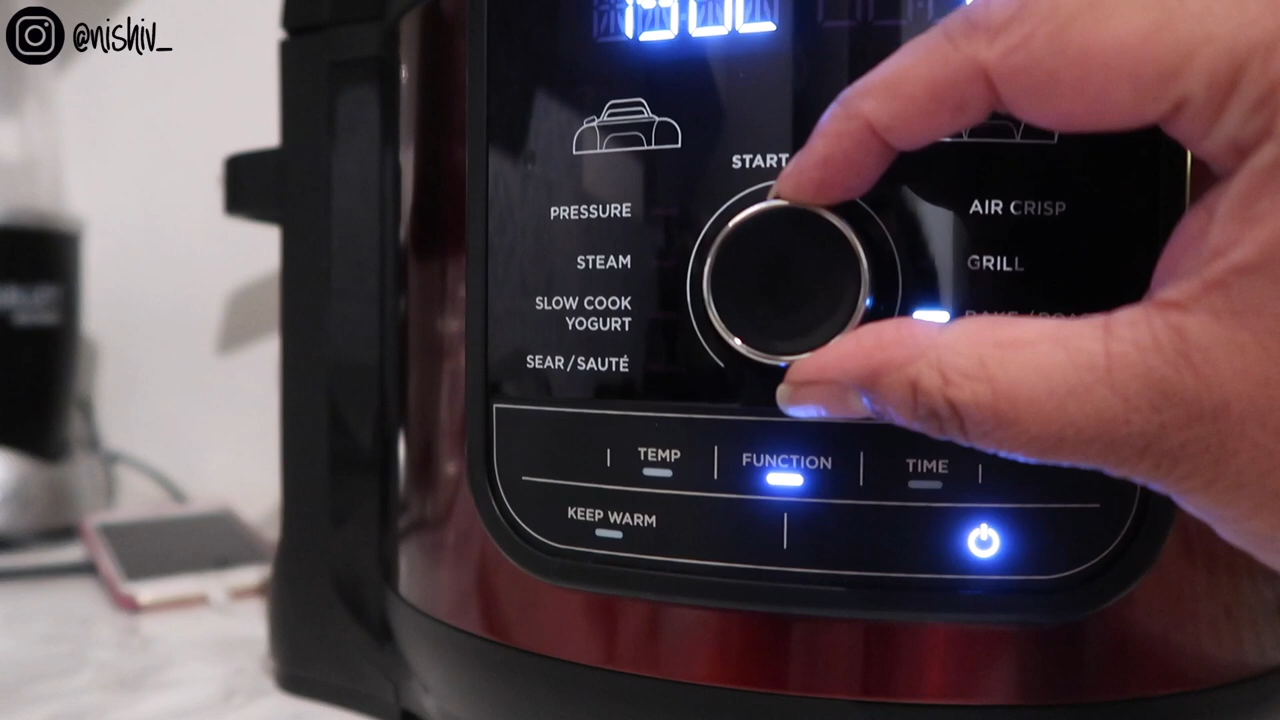 @nishiv_
START
PRESSURE
AIR CRISP
STEAM
GRILL
SLOW COOK
YOGURT
SEAR/SAUTÉ
TEMP
FUNCTION
TIME
KEEP WARM